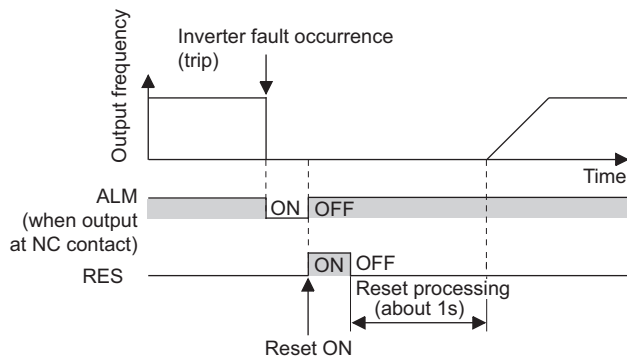 Inverter fault occurrence
(trip)
Output frequency
Time
ALM
(when output
at NC contact)
ON
OFF
RES
ON
OFF
Reset processing
(about 1s)
Reset ON